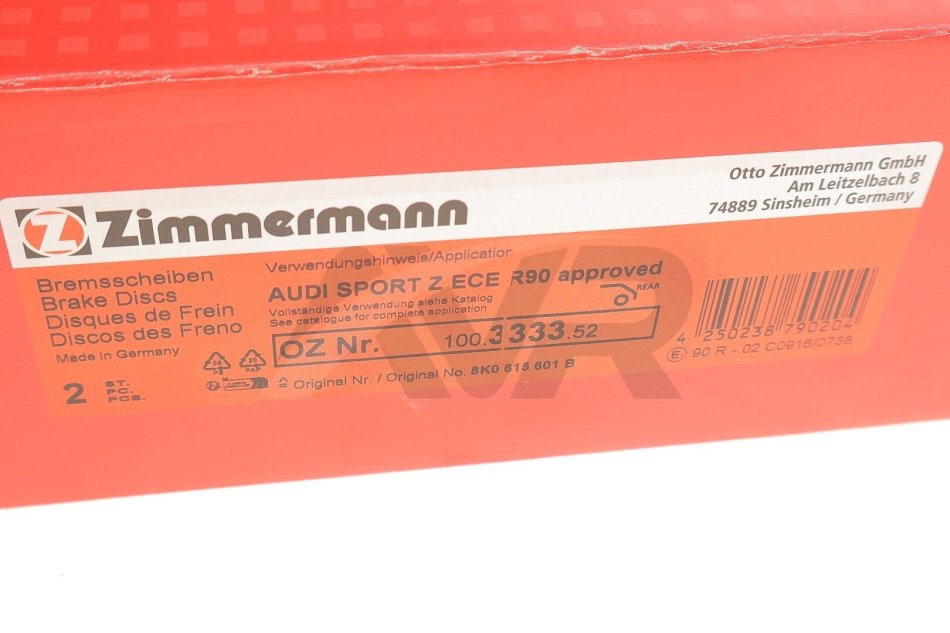 Otto Zimmermann GmbH
Am Leitzelbach 8
74889 Sinsheim / Germany
Z Zimmermann
Bremsscheiben
Brake Discs
Disques de Frein
Discos des Freno
Made in Germany
2 ST.
PC.
PCS.
Verwendungshinweis/Application
AUDI SPORT Z ECE R90 approved
Vollständige Verwendung siehe Katalog
See catalogue for complete application
REAR
OZ Nr. 100.3333.52
≙ Original Nr. / Original No. 8K0 615 601 B
4 250238 790204
E1 90 R - 02 C0916/0736
XVR